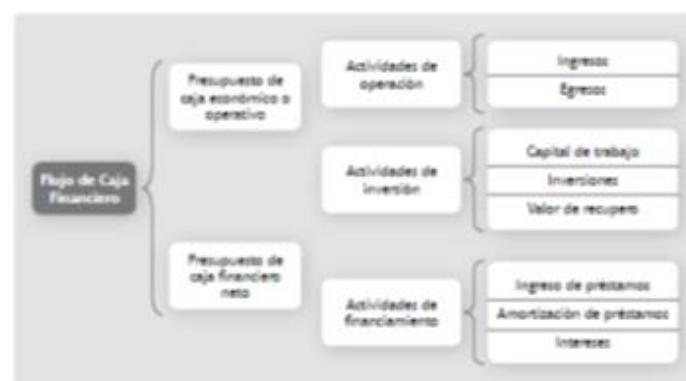 Flujo de Caja
Financiero
Presupuesto de
caja económico o
operativo
Presupuesto de
caja financiero
neto
Actividades de
operación
Actividades de
inversión
Actividades de
financiamiento
Ingresos
Egresos
Capital de trabajo
Inversiones
Valor de recupero
Ingreso de préstamos
Amortización de préstamos
Intereses